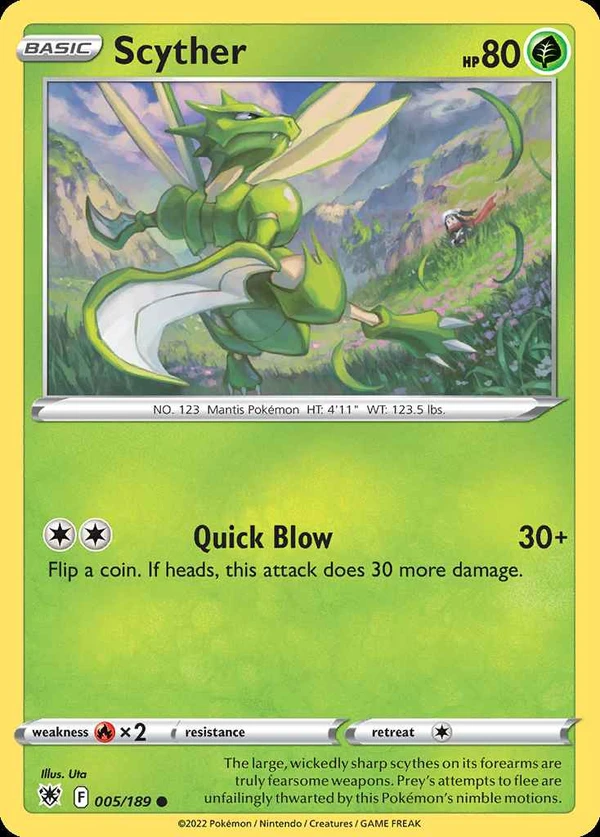 BASIC Scyther HP 80
NO. 123 Mantis Pokémon HT: 4'11" WT: 123.5 lbs.
Quick Blow 30+
Flip a coin. If heads, this attack does 30 more damage.
weakness ×2 resistance retreat
Illus. Uta
F 005/189
The large, wickedly sharp scythes on its forearms are
truly fearsome weapons. Prey's attempts to flee are
unfailingly thwarted by this Pokémon's nimble motions.
©2022 Pokémon / Nintendo / Creatures / GAME FREAK